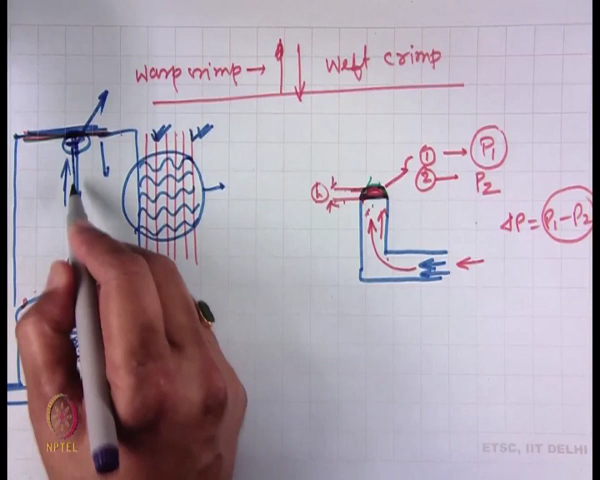 Warp crimp → ↑ ↓ Weft crimp
① → P₁
② → P₂
ΔP = P₁ - P₂
h
NPTEL
ETSC, IIT DELHI